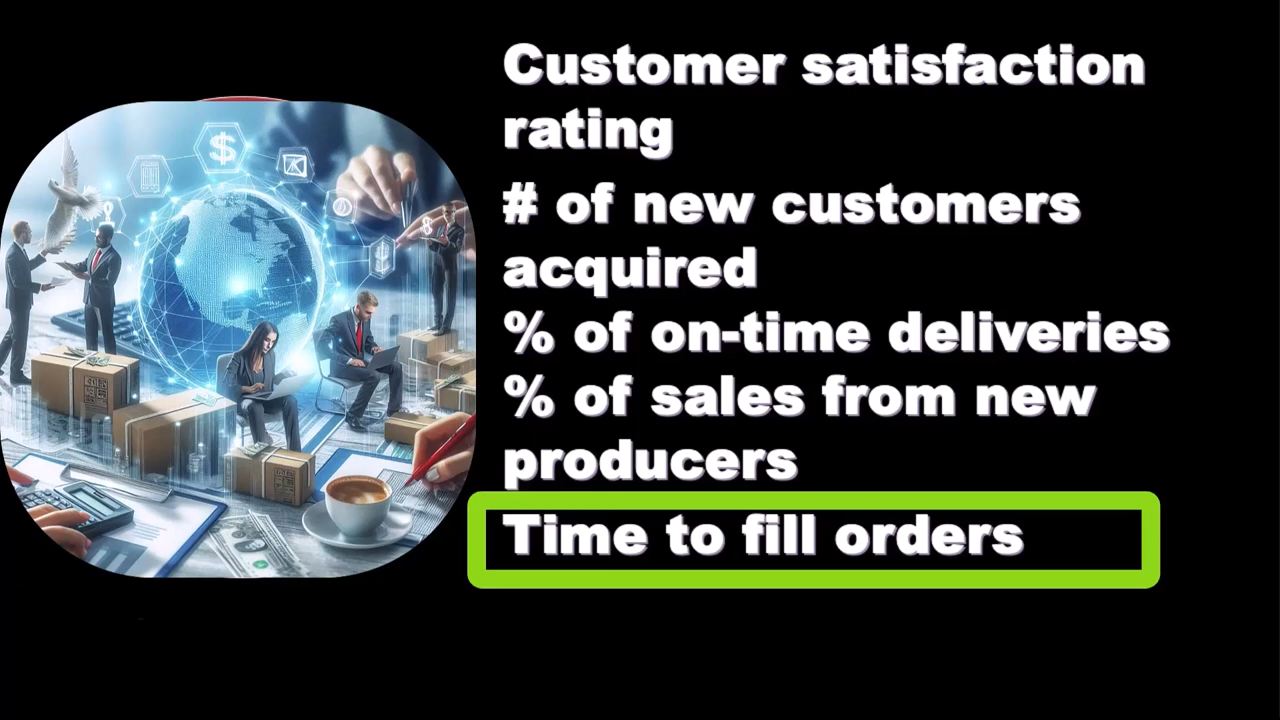 Customer satisfaction
rating
# of new customers
acquired
% of on-time deliveries
% of sales from new
producers
Time to fill orders